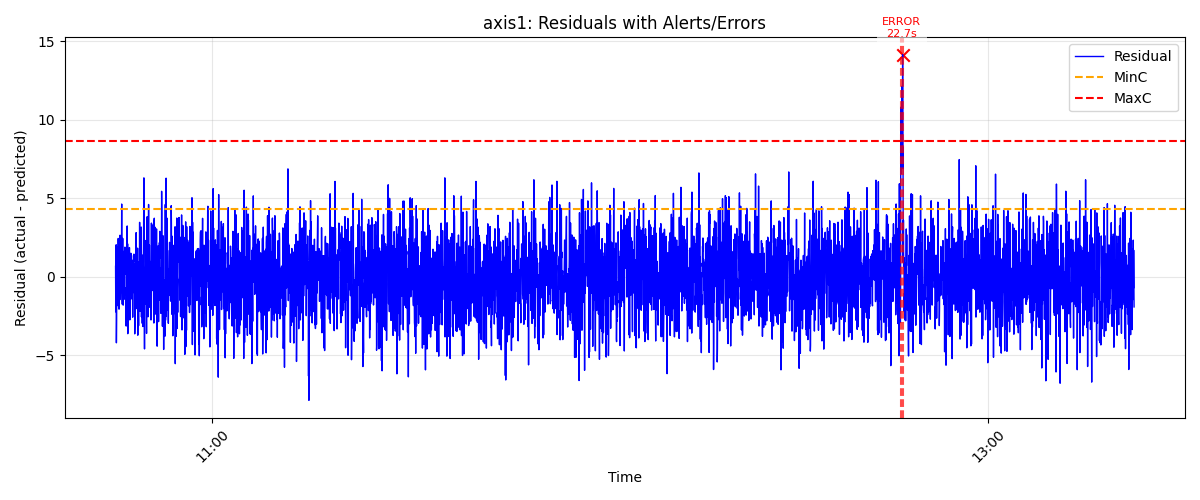 axis1: Residuals with Alerts/Errors
ERROR
22.7s
15
10
5
0
−5
Residual (actual - predicted)
Residual
MinC
MaxC
11:00
13:00
Time